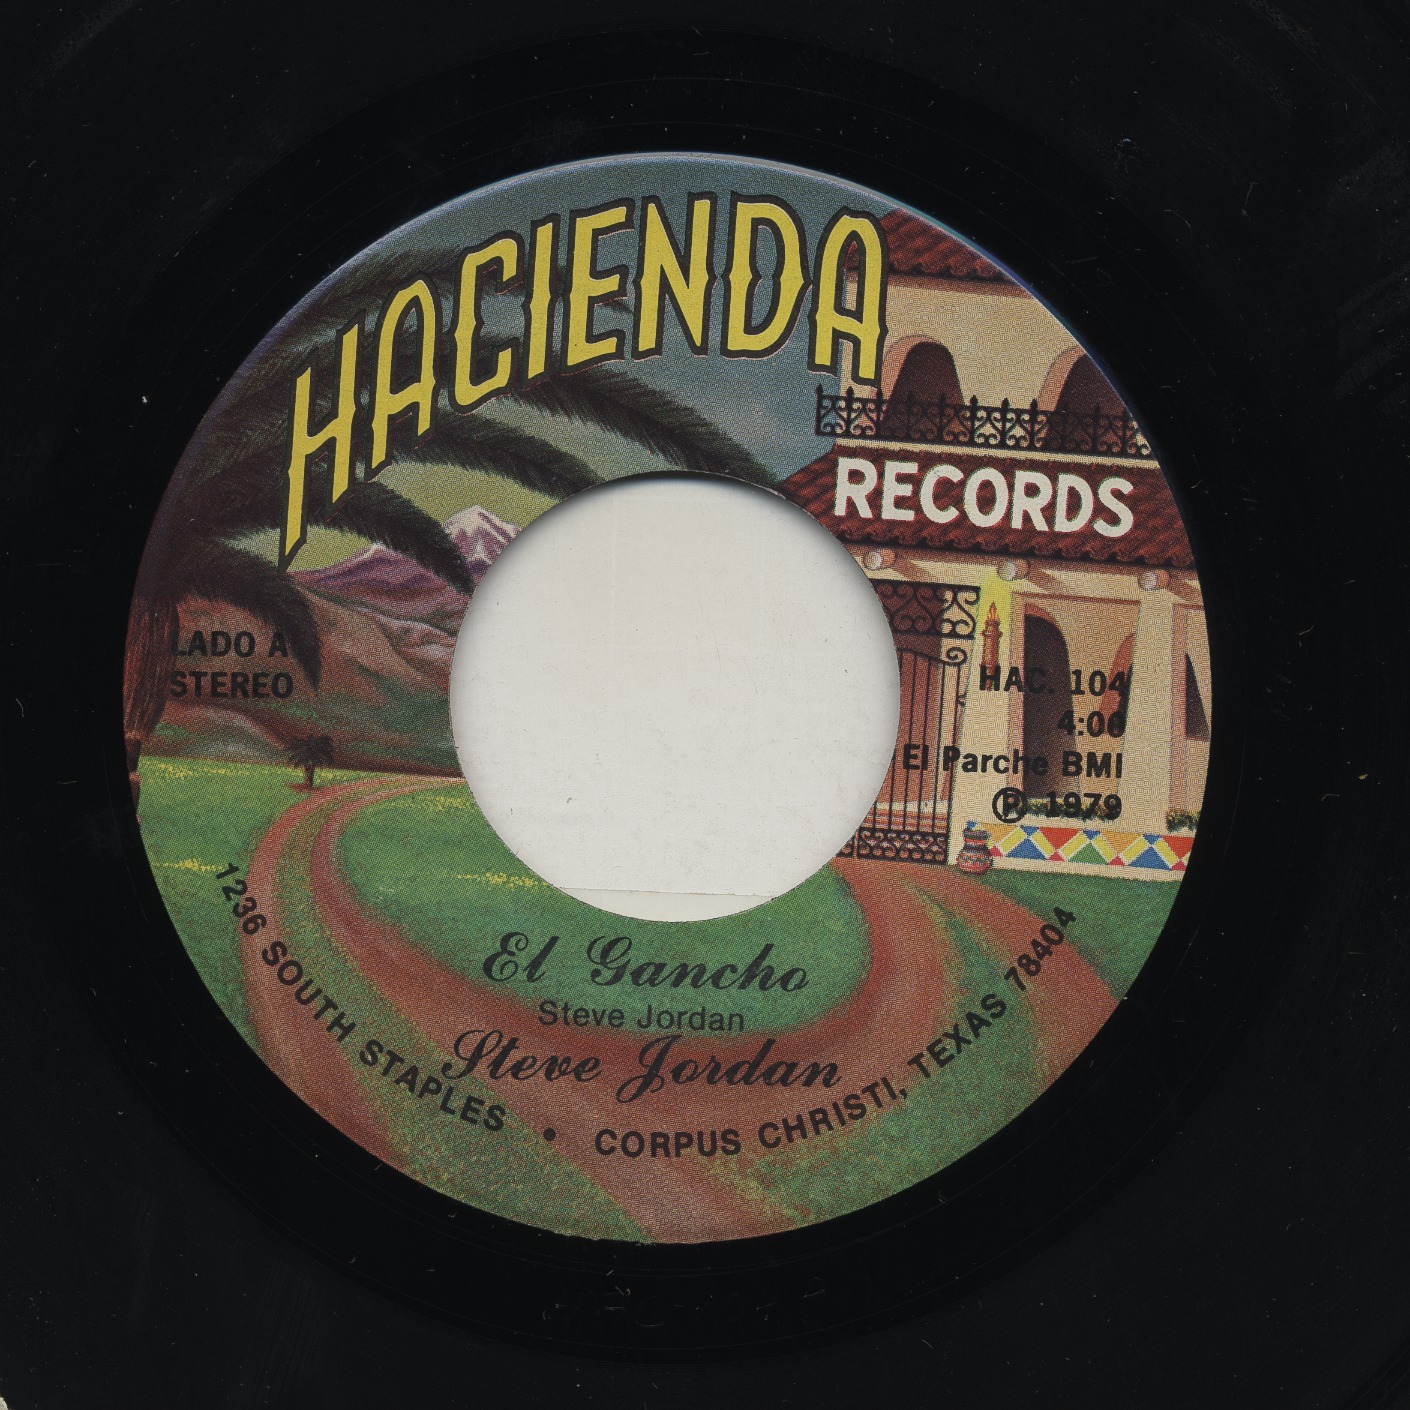 HACIENDA
RECORDS
LADO A
STEREO
HAC. 104
4:06
El Parche BMI
Ⓟ 1979
El Gancho
Steve Jordan
Steve Jordan
1236 SOUTH STAPLES • CORPUS CHRISTI, TEXAS 78404